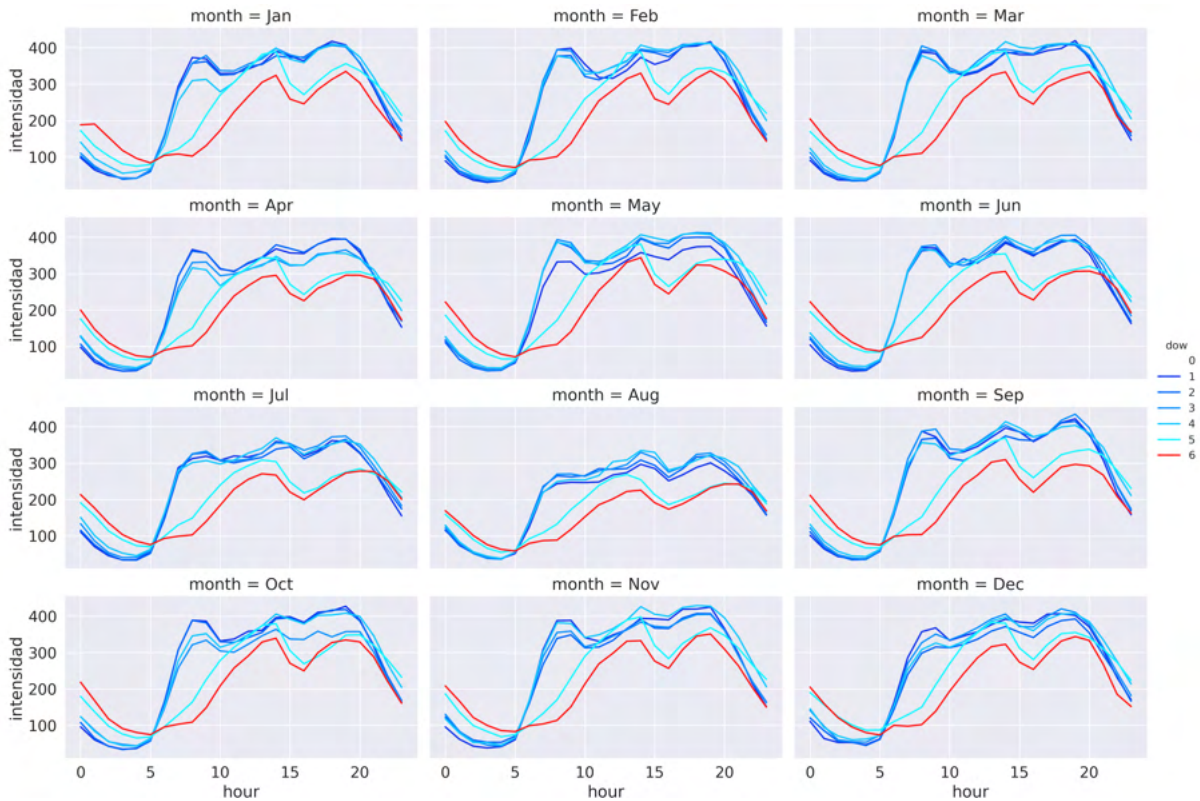 month = Jan
month = Feb
month = Mar
400
300
200
100
intensidad
month = Apr
month = May
month = Jun
400
300
200
100
intensidad
dow
0
1
2
3
4
5
6
month = Jul
month = Aug
month = Sep
400
300
200
100
intensidad
month = Oct
month = Nov
month = Dec
400
300
200
100
intensidad
0 5 10 15 20
0 5 10 15 20
0 5 10 15 20
hour
hour
hour